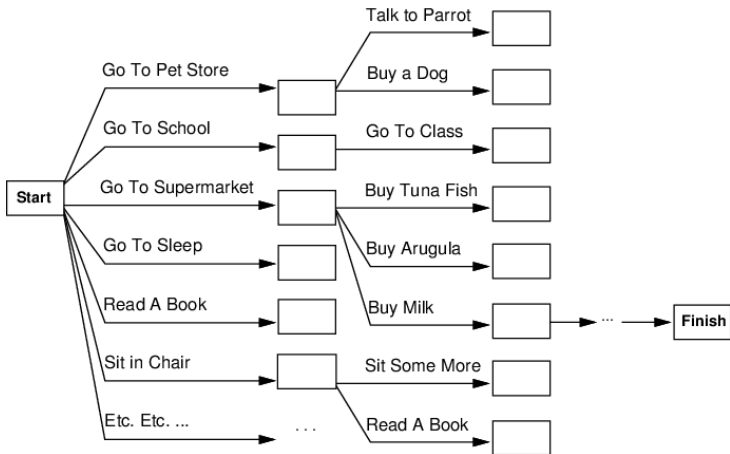 Talk to Parrot
Go To Pet Store
Buy a Dog
Go To School
Go To Class
Go To Supermarket
Buy Tuna Fish
Start
Go To Sleep
Buy Arugula
Read A Book
Buy Milk
...
Finish
Sit in Chair
Sit Some More
Etc. Etc. ...
. . .
Read A Book